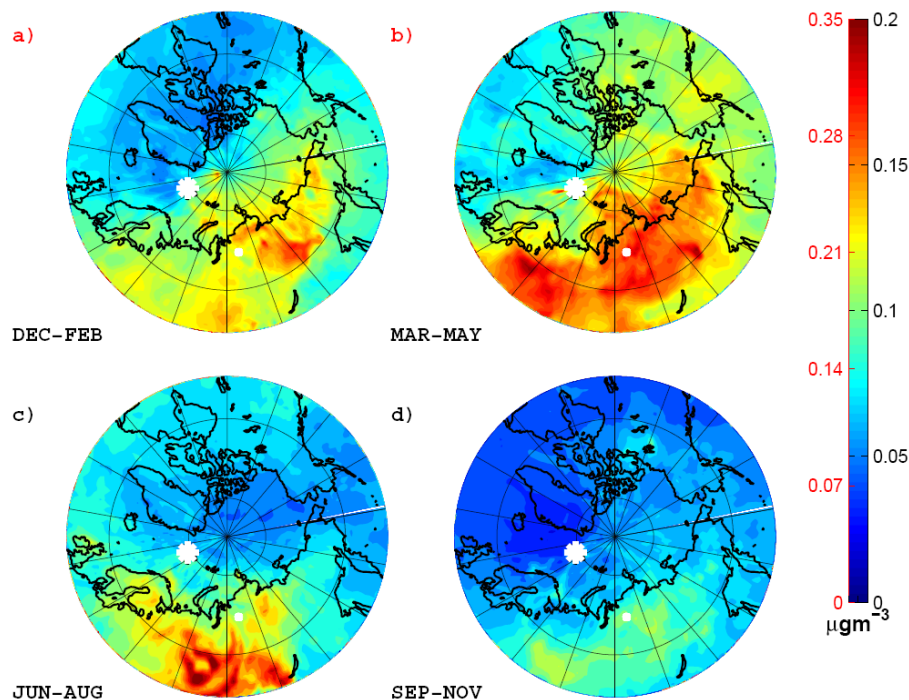 a)
b)
0.35
0.2
0.28
0.15
0.21
0.1
0.14
0.05
0.07
0
0
μgm⁻³
DEC-FEB
MAR-MAY
c)
d)
JUN-AUG
SEP-NOV